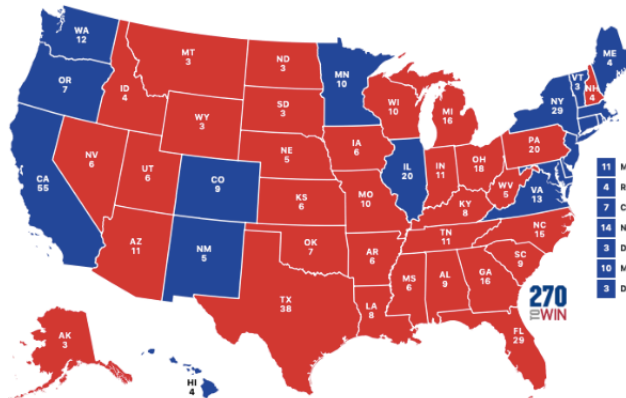 WA
12
OR
7
CA
55
NV
6
ID
4
MT
3
WY
3
UT
6
AZ
11
CO
9
NM
5
ND
3
SD
3
NE
5
KS
6
OK
7
TX
38
MN
10
IA
6
MO
10
AR
6
LA
8
WI
10
IL
20
MI
16
IN
11
OH
18
KY
8
TN
11
MS
6
AL
9
GA
16
FL
29
SC
9
NC
15
VA
13
WV
5
PA
20
NY
29
VT
3
NH
4
ME
4
AK
3
HI
4
11 M
4 R
7 C
14 N
3 D
10 M
3 D
270
TO WIN